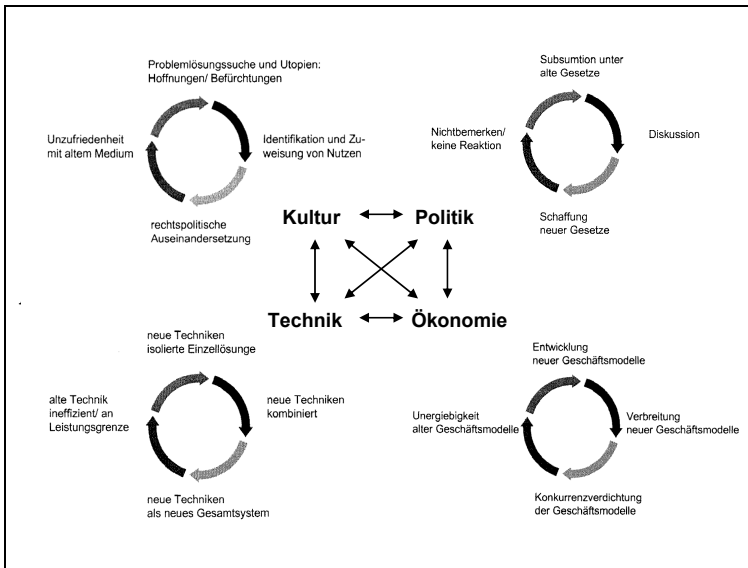 Problemlösungssuche und Utopien:
Hoffnungen/ Befürchtungen
Unzufriedenheit
mit altem Medium
Identifikation und Zu-
weisung von Nutzen
rechtspolitische
Auseinandersetzung
Subsumtion unter
alte Gesetze
Nichtbemerken/
keine Reaktion
Diskussion
Schaffung
neuer Gesetze
Kultur
Politik
Technik
Ökonomie
neue Techniken
isolierte Einzellösunge
alte Technik
ineffizient/ an
Leistungsgrenze
neue Techniken
kombiniert
neue Techniken
als neues Gesamtsystem
Entwicklung
neuer Geschäftsmodelle
Unergiebigkeit
alter Geschäftsmodelle
Verbreitung
neuer Geschäftsmodelle
Konkurrenzverdichtung
der Geschäftsmodelle